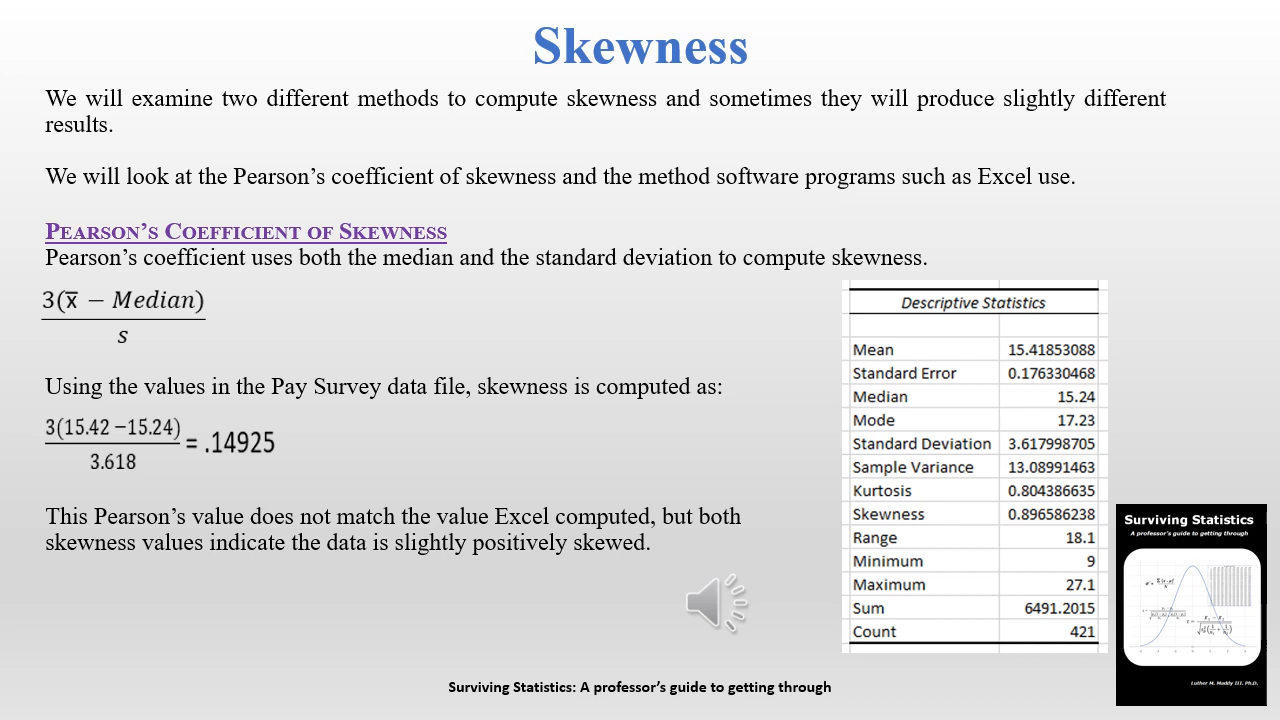 Skewness
We will examine two different methods to compute skewness and sometimes they will produce slightly different
results.
We will look at the Pearson’s coefficient of skewness and the method software programs such as Excel use.
PEARSON’S COEFFICIENT OF SKEWNESS
Pearson’s coefficient uses both the median and the standard deviation to compute skewness.
3(x̅ − Median)
s
Using the values in the Pay Survey data file, skewness is computed as:
3(15.42 −15.24)
3.618
= .14925
This Pearson’s value does not match the value Excel computed, but both
skewness values indicate the data is slightly positively skewed.
Descriptive Statistics
Mean 15.41853088
Standard Error 0.176330468
Median 15.24
Mode 17.23
Standard Deviation 3.617998705
Sample Variance 13.08991463
Kurtosis 0.804386635
Skewness 0.896586238
Range 18.1
Minimum 9
Maximum 27.1
Sum 6491.2015
Count 421
Surviving Statistics
A professor's guide to getting through
Luther M. Maddy III, Ph.D.
Surviving Statistics: A professor’s guide to getting through